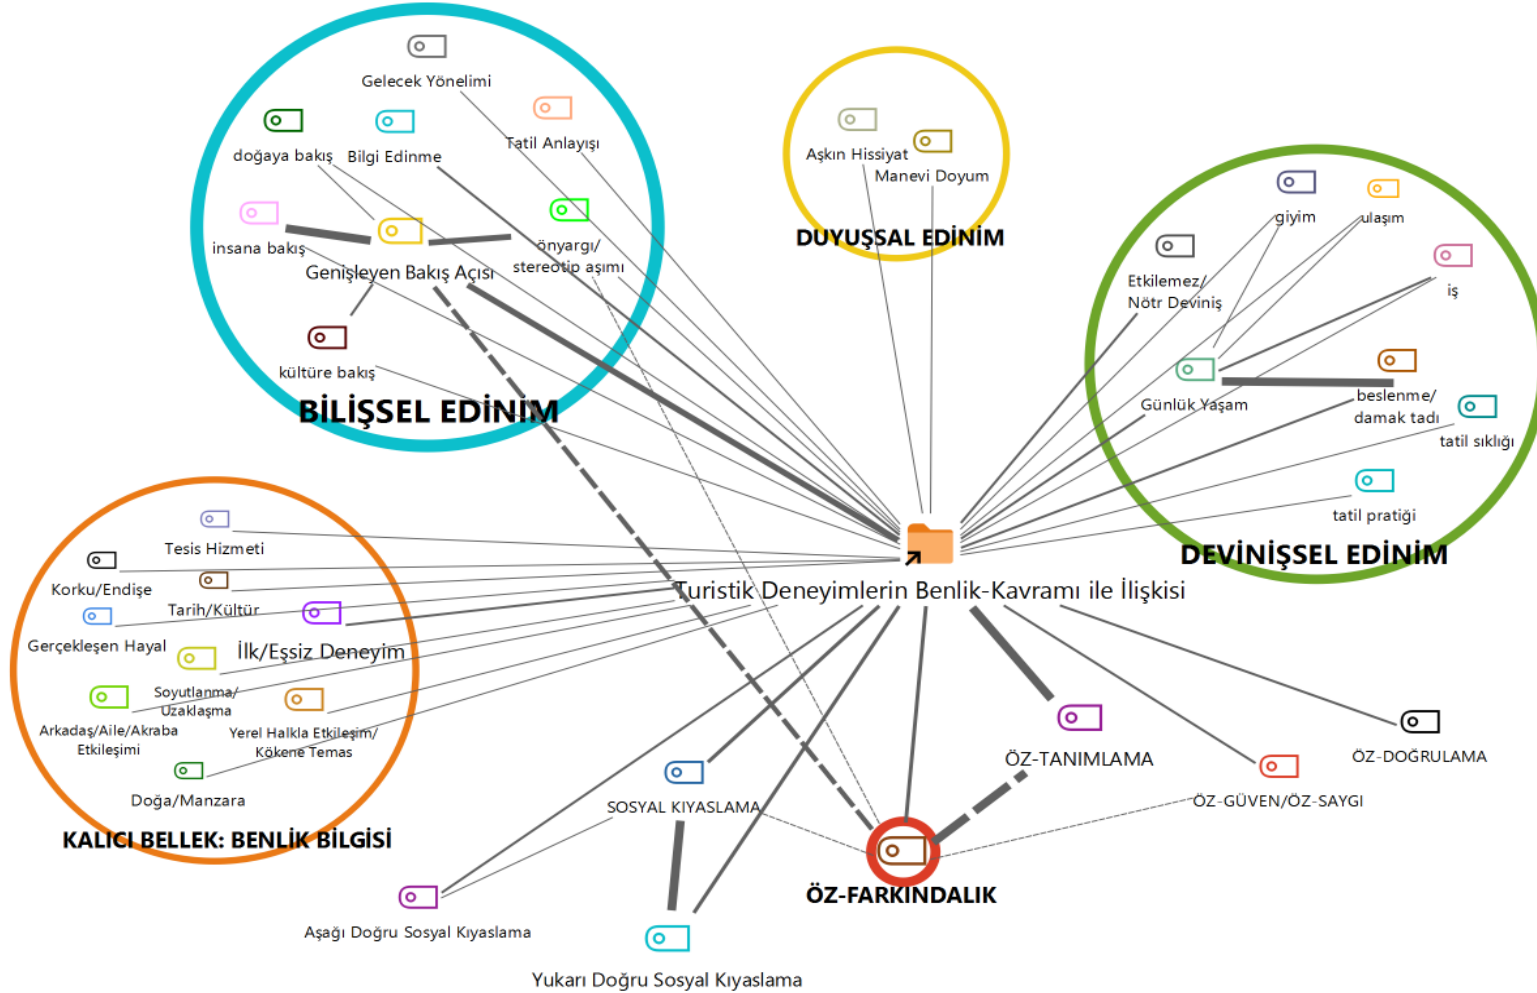 Gelecek Yönelimi
Tatil Anlayışı
doğaya bakış
Bilgi Edinme
insana bakış
önyargı/
stereotip aşımı
Genişleyen Bakış Açısı
kültüre bakış
BİLİŞSEL EDİNİM
Aşkın Hissiyat
Manevi Doyum
DUYUŞSAL EDİNİM
giyim
ulaşım
Etkilemez/
Nötr Deviniş
iş
Günlük Yaşam
beslenme/
damak tadı
tatil sıklığı
tatil pratiği
DEVİNİŞSEL EDİNİM
Tesis Hizmeti
Korku/Endişe
Tarih/Kültür
Gerçekleşen Hayal
İlk/Eşsiz Deneyim
Soyutlanma/
Uzaklaşma
Arkadaş/Aile/Akraba
Etkileşimi
Yerel Halkla Etkileşim/
Kökene Temas
Doğa/Manzara
KALICI BELLEK: BENLİK BİLGİSİ
Turistik Deneyimlerin Benlik-Kavramı ile İlişkisi
ÖZ-TANIMLAMA
ÖZ-DOĞRULAMA
ÖZ-GÜVEN/ÖZ-SAYGI
SOSYAL KIYASLAMA
ÖZ-FARKINDALIK
Aşağı Doğru Sosyal Kıyaslama
Yukarı Doğru Sosyal Kıyaslama